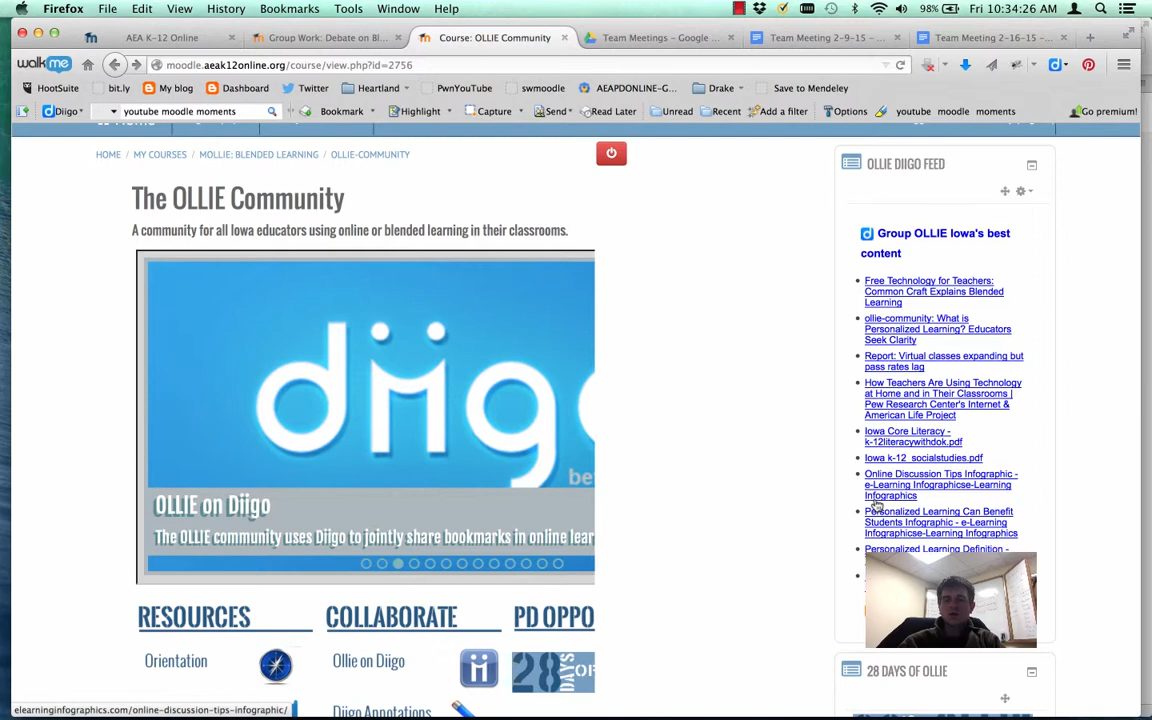 Firefox File Edit View History Bookmarks Tools Window Help 98% Fri 10:34:26 AM
AEA K-12 Online Group Work: Debate on Bl... Course: OLLIE Community Team Meetings – Google ... Team Meeting 2-9-15 – ... Team Meeting 2-16-15 – ...
walkme moodle.aeak12online.org/course/view.php?id=2756
HootSuite bit.ly My blog Dashboard Twitter Heartland PwnYouTube swmoodle AEAPDONLINE-G... Drake Save to Mendeley
Diigo youtube moodle moments Bookmark Highlight Capture Send Read Later Unread Recent Add a filter Options youtube moodle moments Go premium!
HOME / MY COURSES / MOLLIE: BLENDED LEARNING / OLLIE-COMMUNITY
The OLLIE Community
A community for all Iowa educators using online or blended learning in their classrooms.
diigo
be
OLLIE on Diigo
The OLLIE community uses Diigo to jointly share bookmarks in online lear
RESOURCES COLLABORATE PD OPPO
Orientation Ollie on Diigo 28 DAYS OF
Diigo Annotations
OLLIE DIIGO FEED
Group OLLIE Iowa's best
content
Free Technology for Teachers:
Common Craft Explains Blended
Learning
ollie-community: What is
Personalized Learning? Educators
Seek Clarity
Report: Virtual classes expanding but
pass rates lag
How Teachers Are Using Technology
at Home and in Their Classrooms |
Pew Research Center's Internet &
American Life Project
Iowa Core Literacy -
k-12literacywithdok.pdf
Iowa k-12_socialstudies.pdf
Online Discussion Tips Infographic -
e-Learning Infographicse-Learning
Infographics
Personalized Learning Can Benefit
Students Infographic - e-Learning
Infographicse-Learning Infographics
Personalized Learning Definition -
28 DAYS OF OLLIE
elearninginfographics.com/online-discussion-tips-infographic/